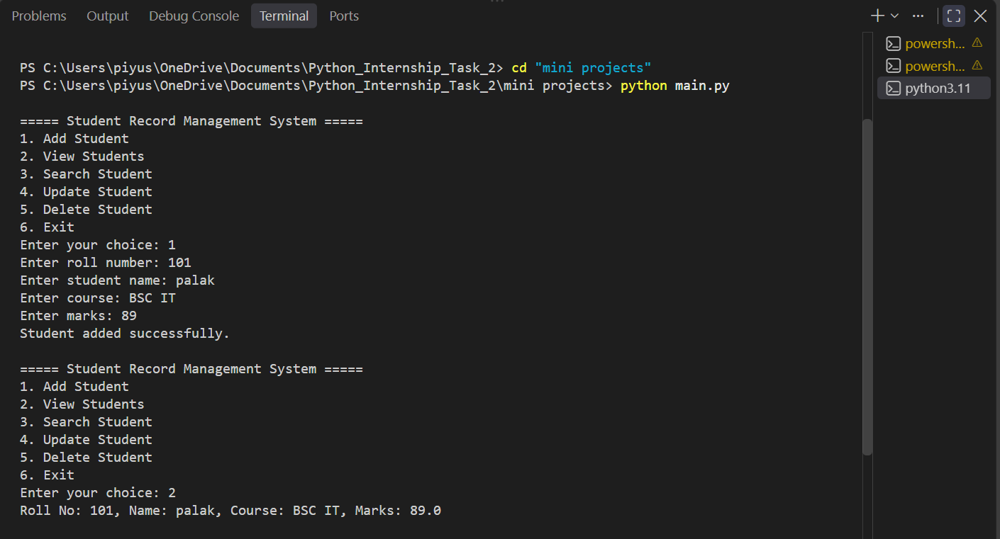 Problems Output Debug Console Terminal Ports
powersh...
powersh...
python3.11
PS C:\Users\piyus\OneDrive\Documents\Python_Internship_Task_2> cd "mini projects"
PS C:\Users\piyus\OneDrive\Documents\Python_Internship_Task_2\mini projects> python main.py
===== Student Record Management System =====
1. Add Student
2. View Students
3. Search Student
4. Update Student
5. Delete Student
6. Exit
Enter your choice: 1
Enter roll number: 101
Enter student name: palak
Enter course: BSC IT
Enter marks: 89
Student added successfully.
===== Student Record Management System =====
1. Add Student
2. View Students
3. Search Student
4. Update Student
5. Delete Student
6. Exit
Enter your choice: 2
Roll No: 101, Name: palak, Course: BSC IT, Marks: 89.0